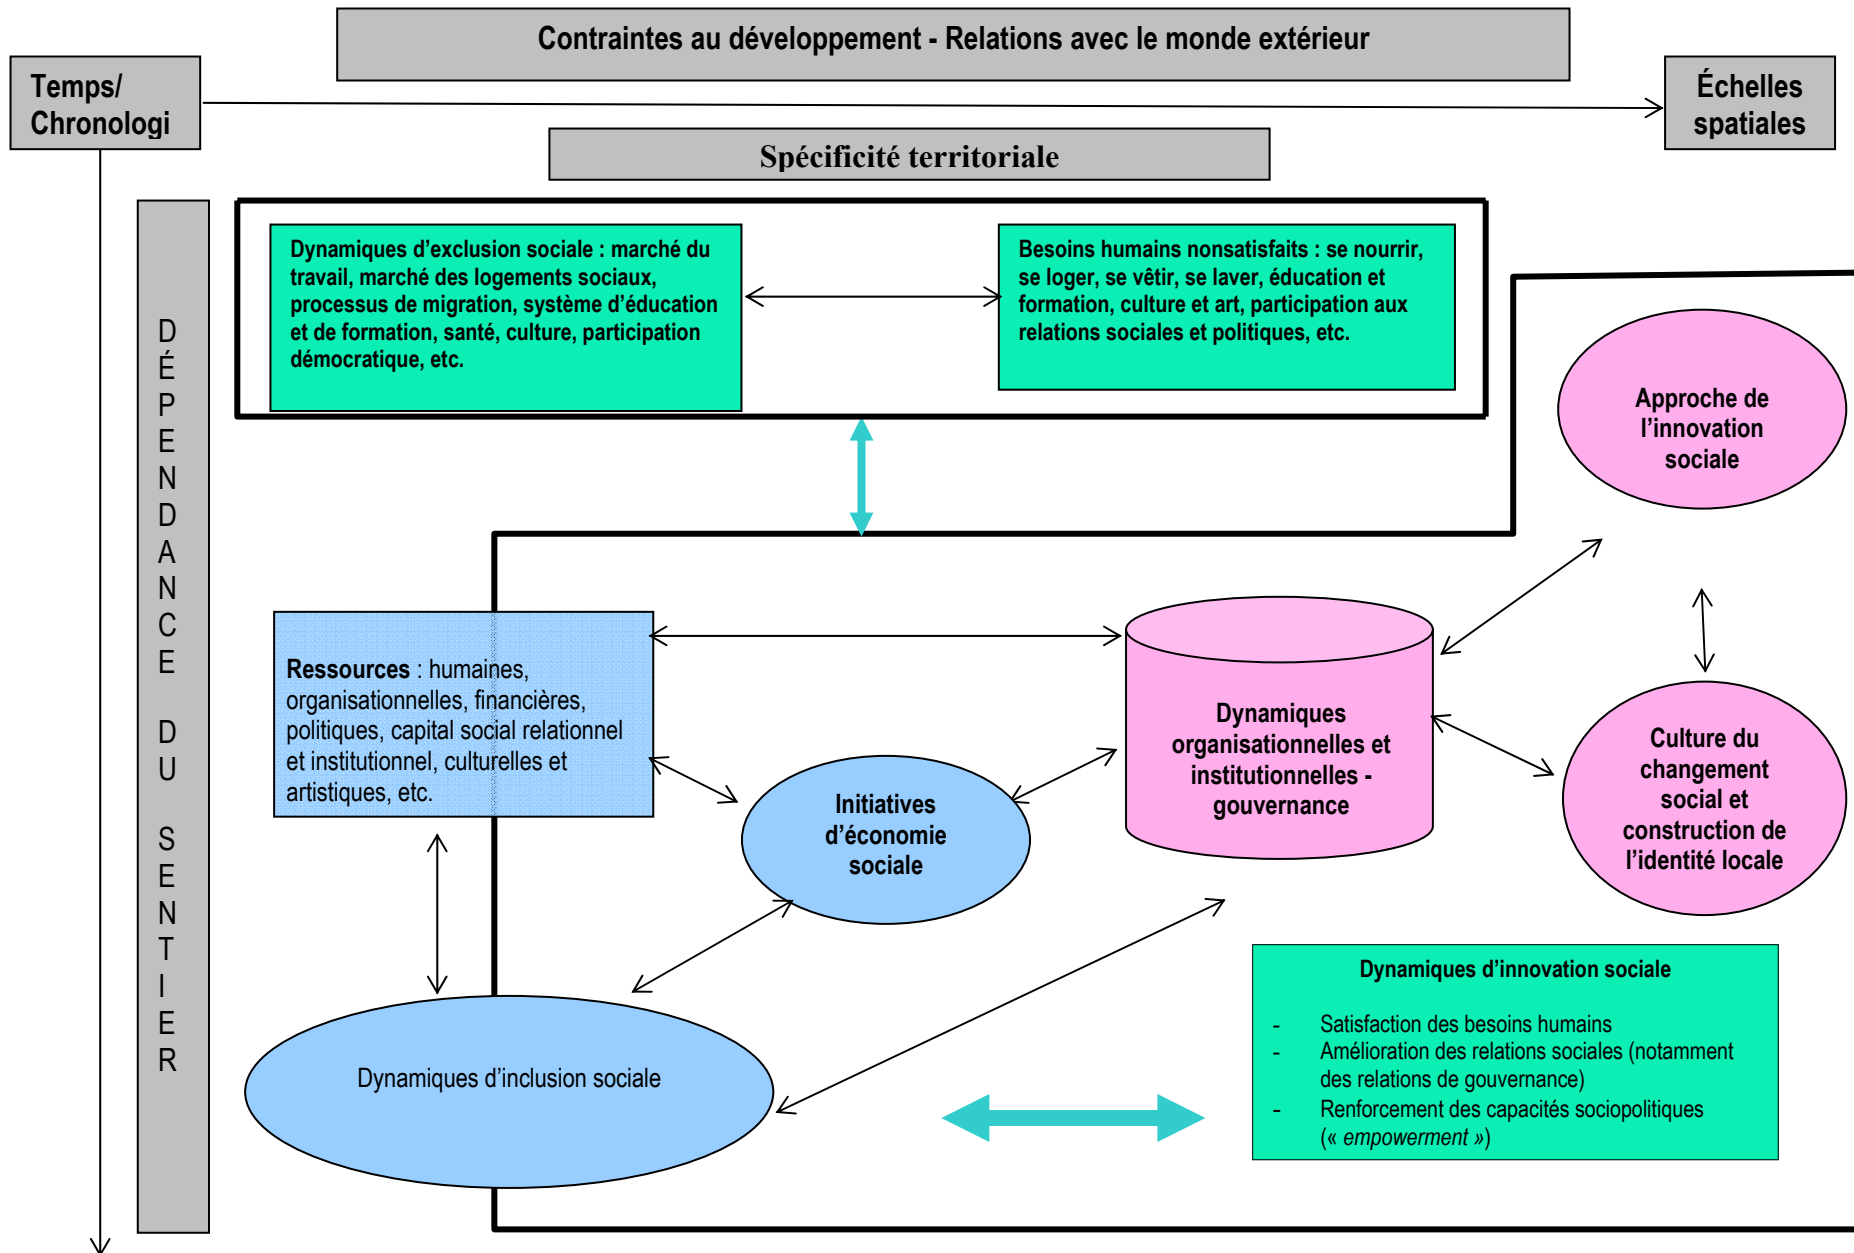 Contraintes au développement - Relations avec le monde extérieur
Temps/
Chronologi
Échelles
spatiales
Spécificité territoriale
D
É
P
E
N
D
A
N
C
E
D
U
S
E
N
T
I
E
R
Dynamiques d’exclusion sociale : marché du
travail, marché des logements sociaux,
processus de migration, système d’éducation
et de formation, santé, culture, participation
démocratique, etc.
Besoins humains nonsatisfaits : se nourrir,
se loger, se vêtir, se laver, éducation et
formation, culture et art, participation aux
relations sociales et politiques, etc.
Approche de
l’innovation
sociale
Ressources : humaines,
organisationnelles, financières,
politiques, capital social relationnel
et institutionnel, culturelles et
artistiques, etc.
Initiatives
d’économie
sociale
Dynamiques
organisationnelles et
institutionnelles -
gouvernance
Culture du
changement
social et
construction de
l’identité locale
Dynamiques d’inclusion sociale
Dynamiques d’innovation sociale
- Satisfaction des besoins humains
- Amélioration des relations sociales (notamment
des relations de gouvernance)
- Renforcement des capacités sociopolitiques
(« empowerment »)